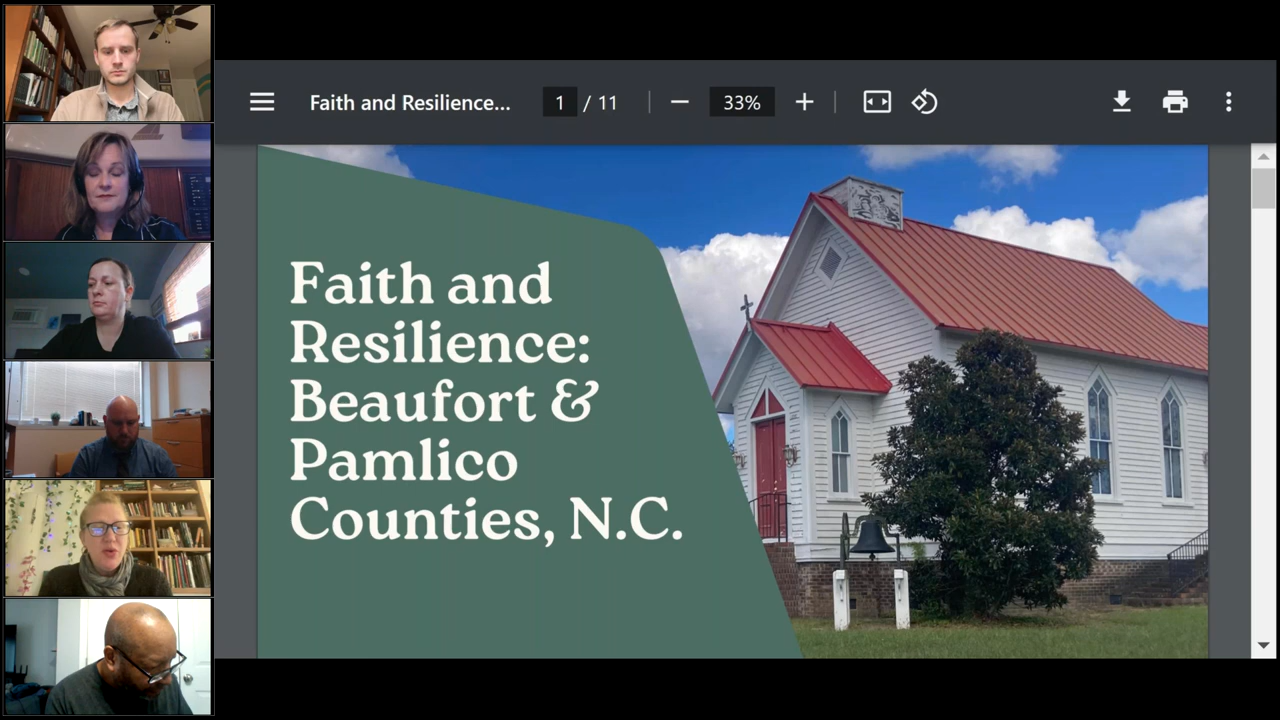 Faith and Resilience... 1 / 11 33%
Faith and
Resilience:
Beaufort &
Pamlico
Counties, N.C.